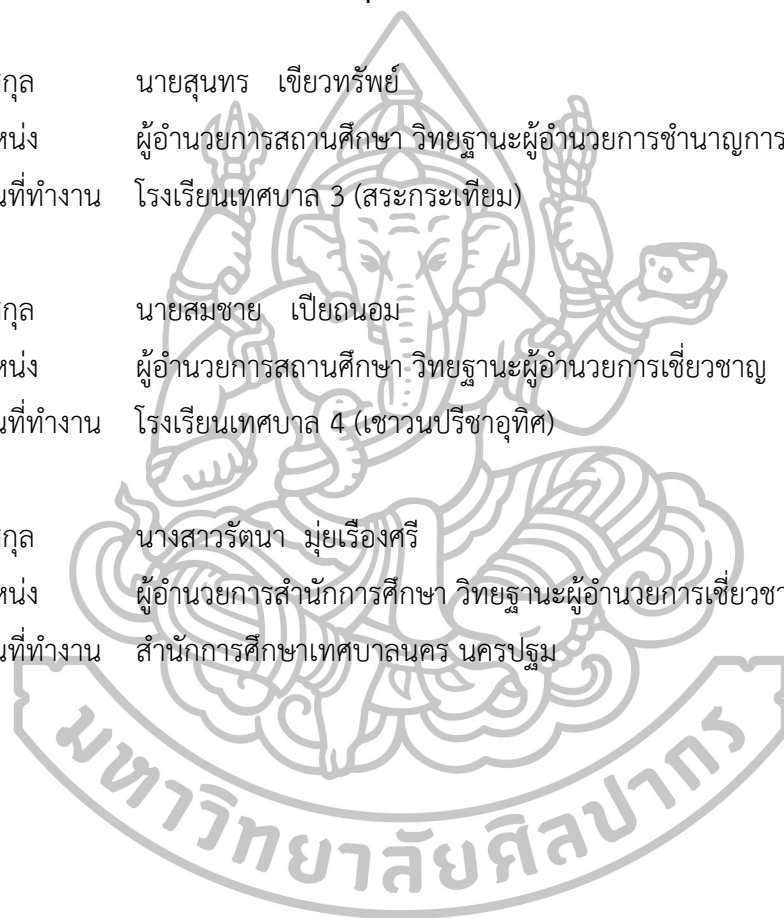 สกุล นายสุนทร เขียวทรัพย์
หน่ง ผู้อำนวยการสถานศึกษา วิทยฐานะผู้อำนวยการชำนาญการ
นที่ทำงาน โรงเรียนเทศบาล 3 (สระกระเทียม)
สกุล นายสมชาย เปียถนอม
หน่ง ผู้อำนวยการสถานศึกษา วิทยฐานะผู้อำนวยการเชี่ยวชาญ
นที่ทำงาน โรงเรียนเทศบาล 4 (เชาวนปรีชาอุทิศ)
สกุล นางสาวรัตนา มุ่ยเรืองศรี
หน่ง ผู้อำนวยการสำนักการศึกษา วิทยฐานะผู้อำนวยการเชี่ยวชา
นที่ทำงาน สำนักการศึกษาเทศบาลนคร นครปฐม
มหาวิทยาลัยศิลปากร